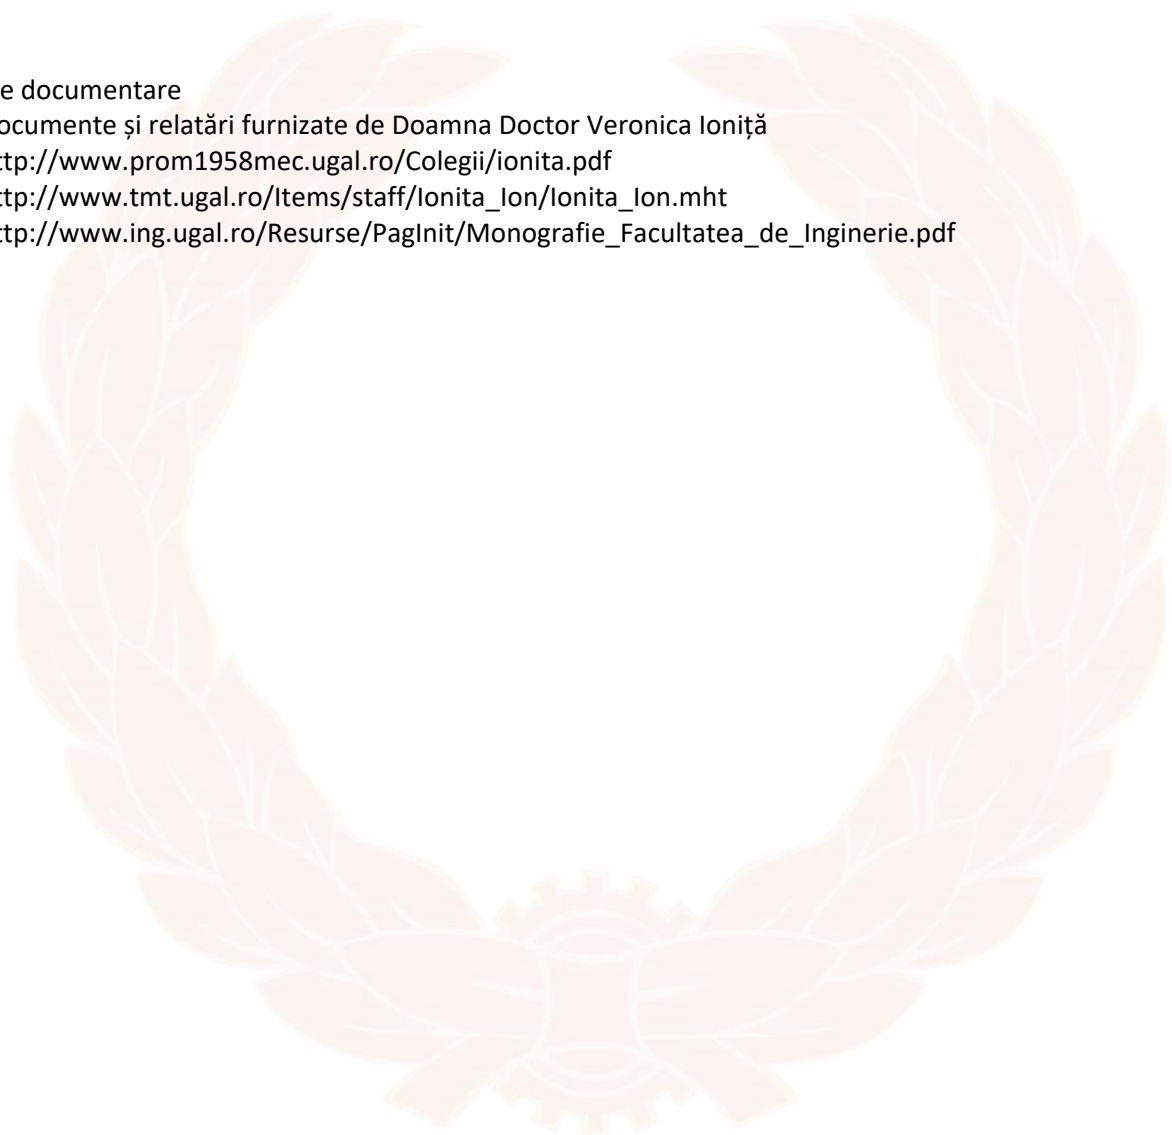 e documentare
ocumente și relatări furnizate de Doamna Doctor Veronica Ioniță
ttp://www.prom1958mec.ugal.ro/Colegii/ionita.pdf
ttp://www.tmt.ugal.ro/Items/staff/Ionita_Ion/Ionita_Ion.mht
ttp://www.ing.ugal.ro/Resurse/PagInit/Monografie_Facultatea_de_Inginerie.pdf